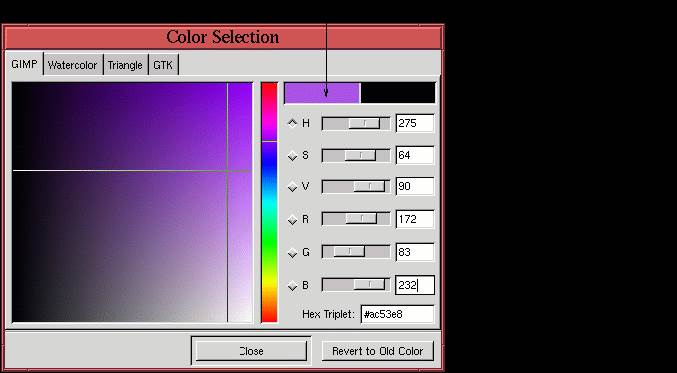 Color Selection
GIMP Watercolor Triangle GTK
H 275
S 64
V 90
R 172
G 83
B 232
Hex Triplet: #ac53e8
Close Revert to Old Color